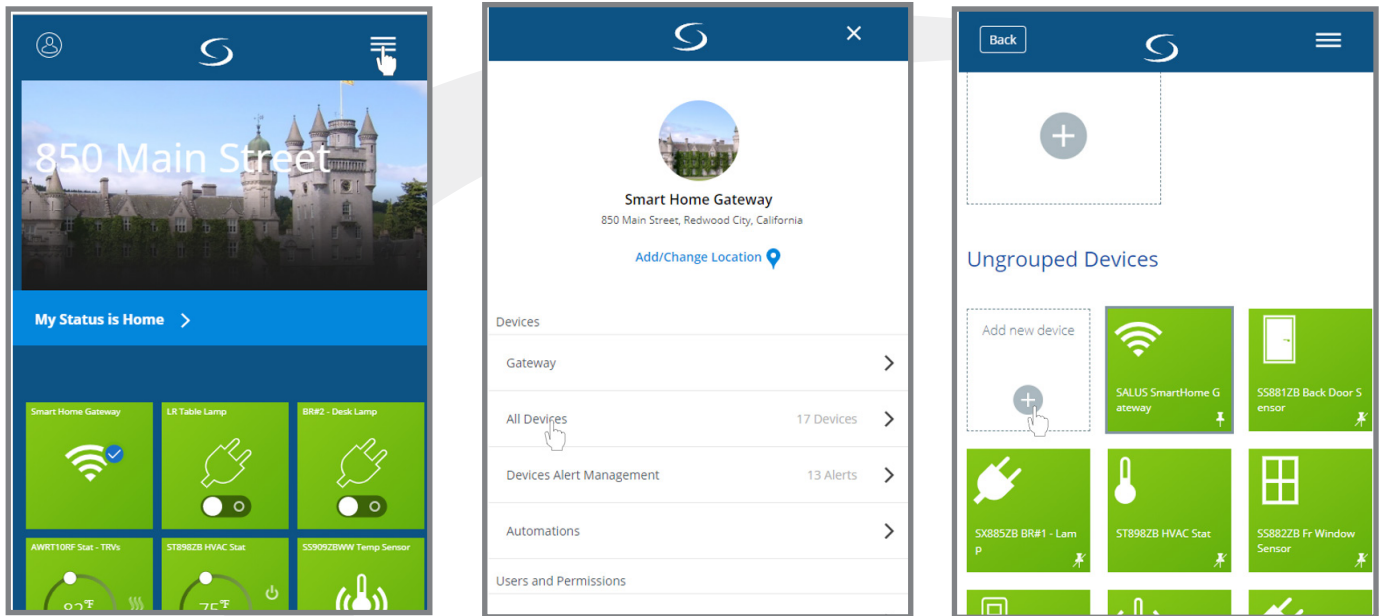 850 Main Street
My Status is Home
Smart Home Gateway
LR Table Lamp
BR#2 - Desk Lamp
AWRT10RF Stat - TRVs
ST898ZB HVAC Stat
SS909ZBWW Temp Sensor
82°F
75°F
Smart Home Gateway
850 Main Street, Redwood City, California
Add/Change Location
Devices
Gateway
All Devices
17 Devices
Devices Alert Management
13 Alerts
Automations
Users and Permissions
Back
Ungrouped Devices
Add new device
SALUS SmartHome G
ateway
SS881ZB Back Door S
ensor
SX885ZB BR#1 - Lam
p
ST898ZB HVAC Stat
SS882ZB Fr Window
Sensor